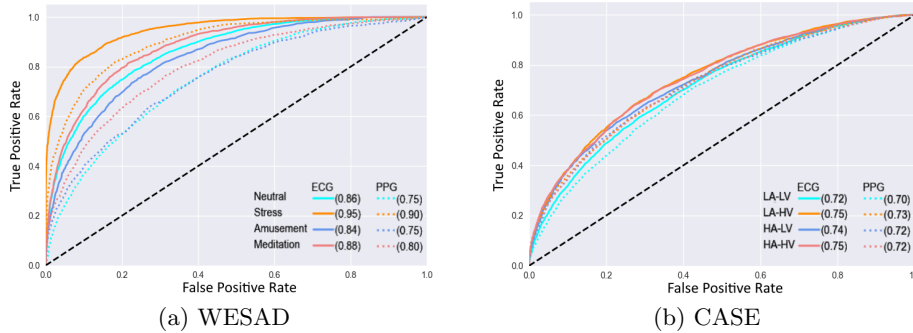 True Positive Rate
1.0
0.8
0.6
0.4
0.2
0.0
ECG PPG
Neutral (0.86) (0.75)
Stress (0.95) (0.90)
Amusement (0.84) (0.75)
Meditation (0.88) (0.80)
0.0 0.2 0.4 0.6 0.8 1.0
False Positive Rate
(a) WESAD
True Positive Rate
1.0
0.8
0.6
0.4
0.2
0.0
ECG PPG
LA-LV (0.72) (0.70)
LA-HV (0.75) (0.73)
HA-LV (0.74) (0.72)
HA-HV (0.75) (0.72)
0.0 0.2 0.4 0.6 0.8 1.0
False Positive Rate
(b) CASE